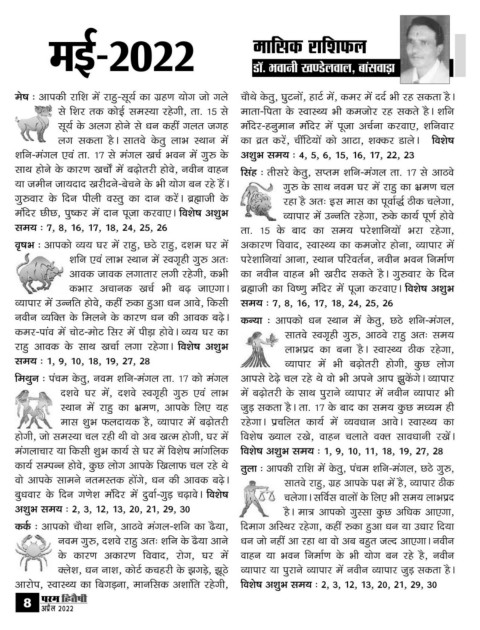 मई-2022
मासिक राशिफल
डॉ. भवानी खण्डेलवाल, बांसवाड़ा
मेष : आपकी राशि में राहु-सूर्य का ग्रहण योग जो गले
से शिर तक कोई समस्या रहेगी, ता. 15 से
सूर्य के अलग होने से धन कहीं गलत जगह
लग सकता है। सातवे केतु लाभ स्थान में
शनि-मंगल एवं ता. 17 से मंगल खर्च भवन में गुरु के
साथ होने के कारण खर्चों में बढ़ोतरी होवे, नवीन वाहन
या जमीन जायदाद खरीदने-बेचने के भी योग बन रहे हैं।
गुरुवार के दिन पीली वस्तु का दान करें। ब्रह्माजी के
मंदिर छीछ, पुष्कर में दान पूजा करवाए। विशेष अशुभ
समय : 7, 8, 16, 17, 18, 24, 25, 26
वृषभ : आपको व्यय घर में राहु, छठे राहु, दशम घर में
शनि एवं लाभ स्थान में स्वगृही गुरु अतः
आवक जावक लगातार लगी रहेगी, कभी
कभार अचानक खर्च भी बढ़ जाएगा।
व्यापार में उन्नति होवे, कहीं रुका हुआ धन आवे, किसी
नवीन व्यक्ति के मिलने के कारण धन की आवक बढ़े।
कमर-पांव में चोट-मोट सिर में पीड़ा होवे। व्यय घर का
राहु आवक के साथ खर्चा लगा रहेगा। विशेष अशुभ
समय : 1, 9, 10, 18, 19, 27, 28
मिथुन : पंचम केतु, नवम शनि-मंगल ता. 17 को मंगल
दशवे घर में, दशवे स्वगृही गुरु एवं लाभ
स्थान में राहु का भ्रमण, आपके लिए यह
मास शुभ फलदायक है, व्यापार में बढ़ोतरी
होगी, जो समस्या चल रही थी वो अब खत्म होगी, घर में
मंगलाचार या किसी शुभ कार्य से घर में विशेष मांगलिक
कार्य सम्पन्न होवे, कुछ लोग आपके खिलाफ चल रहे थे
वो आपके सामने नतमस्तक होंगे, धन की आवक बढ़े।
बुधवार के दिन गणेश मंदिर में दुर्वा-गुड़ चढ़ावे। विशेष
अशुभ समय : 2, 3, 12, 13, 20, 21, 29, 30
कर्क : आपको चौथा शनि, आठवे मंगल-शनि का ढैया,
नवम गुरु, दशवे राहु अतः शनि के ढैया आने
के कारण अकारण विवाद, रोग, घर में
क्लेश, धन नाश, कोर्ट कचहरी के झगड़े, झूठे
आरोप, स्वास्थ्य का बिगड़ना, मानसिक अशांति रहेगी,
चौथे केतु, घुटनों, हार्ट में, कमर में दर्द भी रह सकता है।
माता-पिता के स्वास्थ्य भी कमजोर रह सकते है। शनि
मंदिर-हनुमान मंदिर में पूजा अर्चना करवाए, शनिवार
का व्रत करें, चींटियों को आटा, शक्कर डाले। विशेष
अशुभ समय : 4, 5, 6, 15, 16, 17, 22, 23
सिंह : तीसरे केतु, सप्तम शनि-मंगल ता. 17 से आठवे
गुरु के साथ नवम घर में राहु का भ्रमण चल
रहा है अतः इस मास का पूर्वार्द्ध ठीक चलेगा,
व्यापार में उन्नति रहेगा, रुके कार्य पूर्ण होवे
ता. 15 के बाद का समय परेशानियों भरा रहेगा,
अकारण विवाद, स्वास्थ्य का कमजोर होना, व्यापार में
परेशानियां आना, स्थान परिवर्तन, नवीन भवन निर्माण
का नवीन वाहन भी खरीद सकते है। गुरुवार के दिन
ब्रह्माजी का विष्णु मंदिर में पूजा करवाए। विशेष अशुभ
समय : 7, 8, 16, 17, 18, 24, 25, 26
कन्या : आपको धन स्थान में केतु, छठे शनि-मंगल,
सातवे स्वगृही गुरु, आठवे राहु अतः समय
लाभप्रद का बना है। स्वास्थ्य ठीक रहेगा,
व्यापार में भी बढ़ोतरी होगी, कुछ लोग
आपसे टेढ़े चल रहे थे वो भी अपने आप झुकेंगे। व्यापार
में बढ़ोतरी के साथ पुराने व्यापार में नवीन व्यापार भी
जुड़ सकता है। ता. 17 के बाद का समय कुछ मध्यम ही
रहेगा। प्रचलित कार्य में व्यवधान आवे। स्वास्थ्य का
विशेष ख्याल रखे, वाहन चलाते वक्त सावधानी रखें।
विशेष अशुभ समय : 1, 9, 10, 11, 18, 19, 27, 28
तुला : आपकी राशि में केतु, पंचम शनि-मंगल, छठे गुरु,
सातवे राहु, ग्रह आपके पक्ष में है, व्यापार ठीक
चलेगा। सर्विस वालों के लिए भी समय लाभप्रद
है। मात्र आपको गुस्सा कुछ अधिक आएगा,
दिमाग अस्थिर रहेगा, कहीं रुका हुआ धन या उधार दिया
धन जो नहीं आ रहा था वो अब बहुत जल्द आएगा। नवीन
वाहन या भवन निर्माण के भी योग बन रहे है, नवीन
व्यापार या पुराने व्यापार में नवीन व्यापार जुड़ सकता है।
विशेष अशुभ समय : 2, 3, 12, 13, 20, 21, 29, 30
8 परम हितैषी
अप्रैल 2022